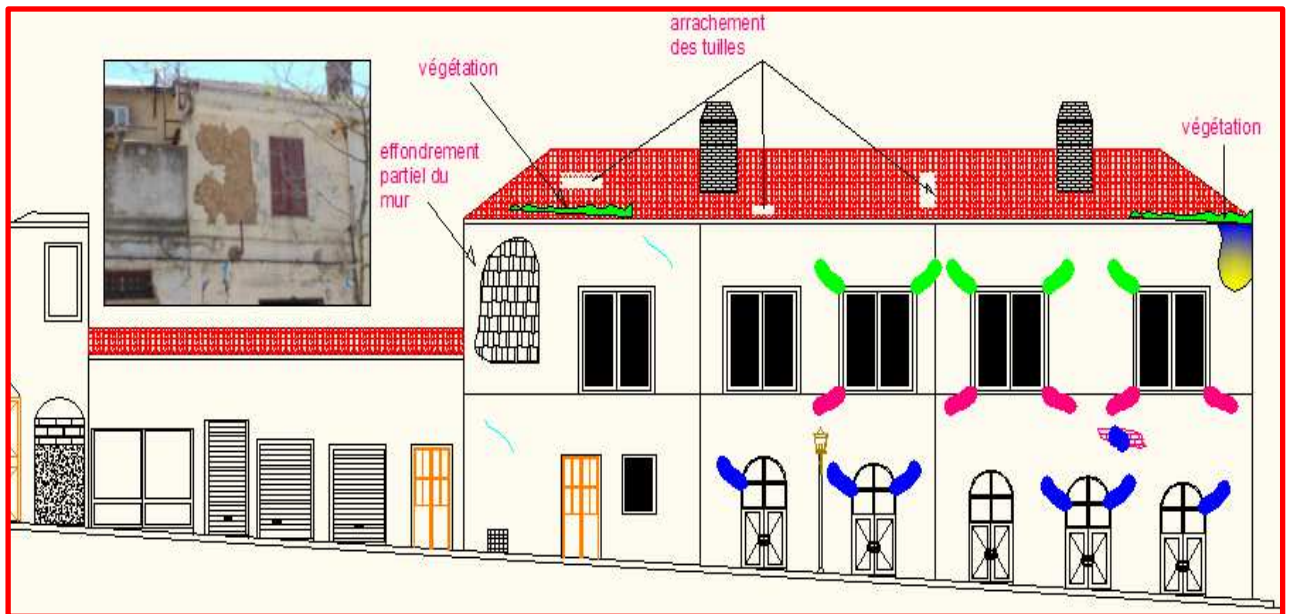 arrachement
des tuilles
végétation
végétation
effondrement
partiel du
mur